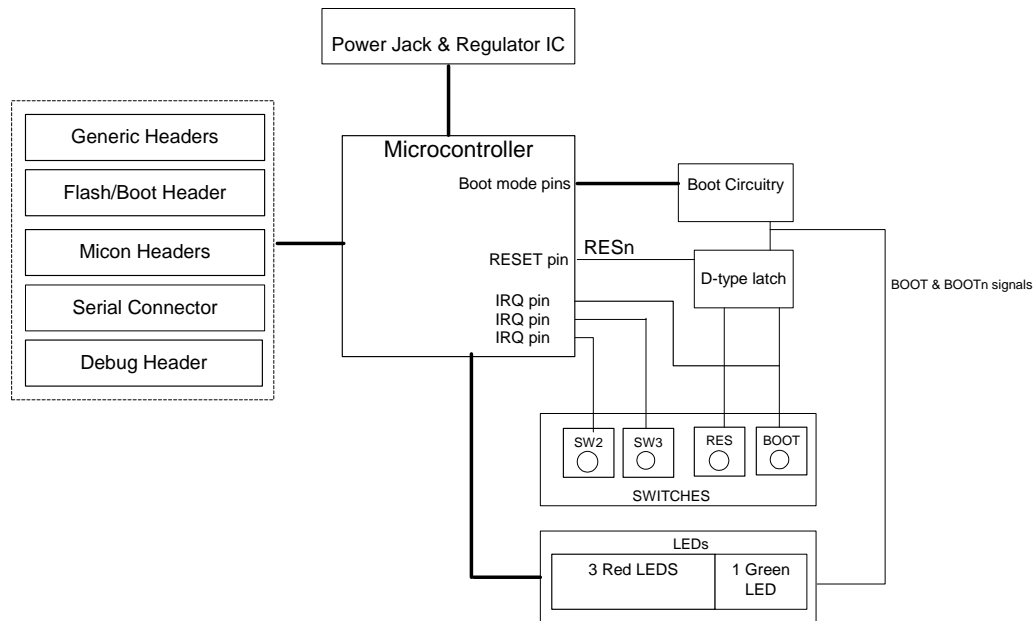 Power Jack & Regulator IC
Generic Headers
Flash/Boot Header
Micon Headers
Serial Connector
Debug Header
Microcontroller
Boot mode pins
RESET pin
IRQ pin
IRQ pin
IRQ pin
RESn
Boot Circuitry
D-type latch
BOOT & BOOTn signals
SW2
SW3
RES
BOOT
SWITCHES
LEDs
3 Red LEDS
1 Green
LED